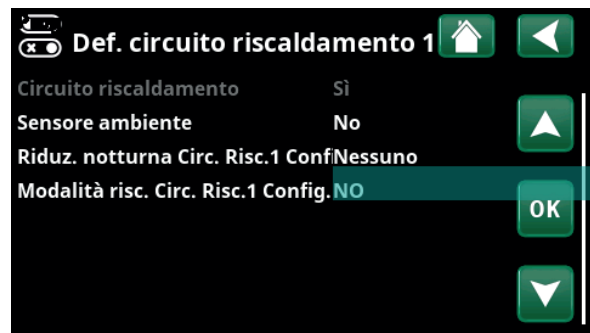 Def. circuito riscaldamento 1
Circuito riscaldamento Sì
Sensore ambiente No
Riduz. notturna Circ. Risc.1 Conf Nessuno
Modalità risc. Circ. Risc.1 Config. NO
OK